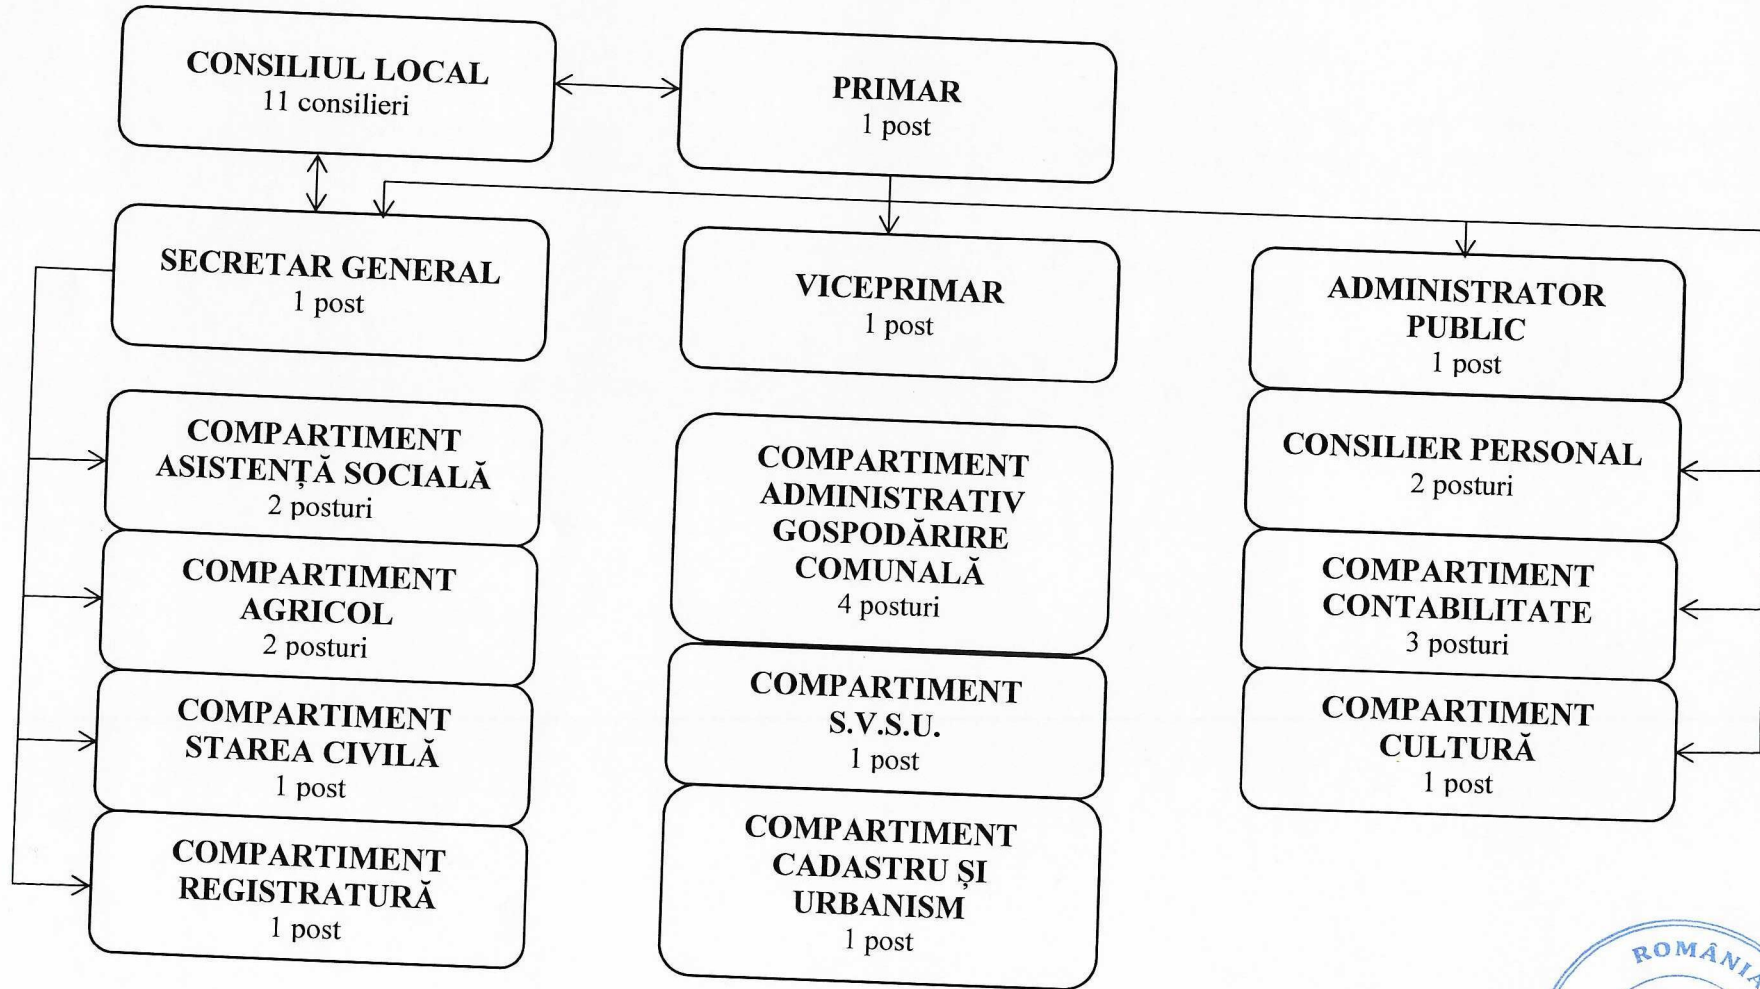 CONSILIUL LOCAL
11 consilieri
PRIMAR
1 post
SECRETAR GENERAL
1 post
VICEPRIMAR
1 post
ADMINISTRATOR
PUBLIC
1 post
COMPARTIMENT
ASISTENȚĂ SOCIALĂ
2 posturi
COMPARTIMENT
AGRICOL
2 posturi
COMPARTIMENT
STAREA CIVILĂ
1 post
COMPARTIMENT
REGISTRATURĂ
1 post
COMPARTIMENT
ADMINISTRATIV
GOSPODĂRIRE
COMUNALĂ
4 posturi
COMPARTIMENT
S.V.S.U.
1 post
COMPARTIMENT
CADASTRU ȘI
URBANISM
1 post
CONSILIER PERSONAL
2 posturi
COMPARTIMENT
CONTABILITATE
3 posturi
COMPARTIMENT
CULTURĂ
1 post
ROMÂNIA